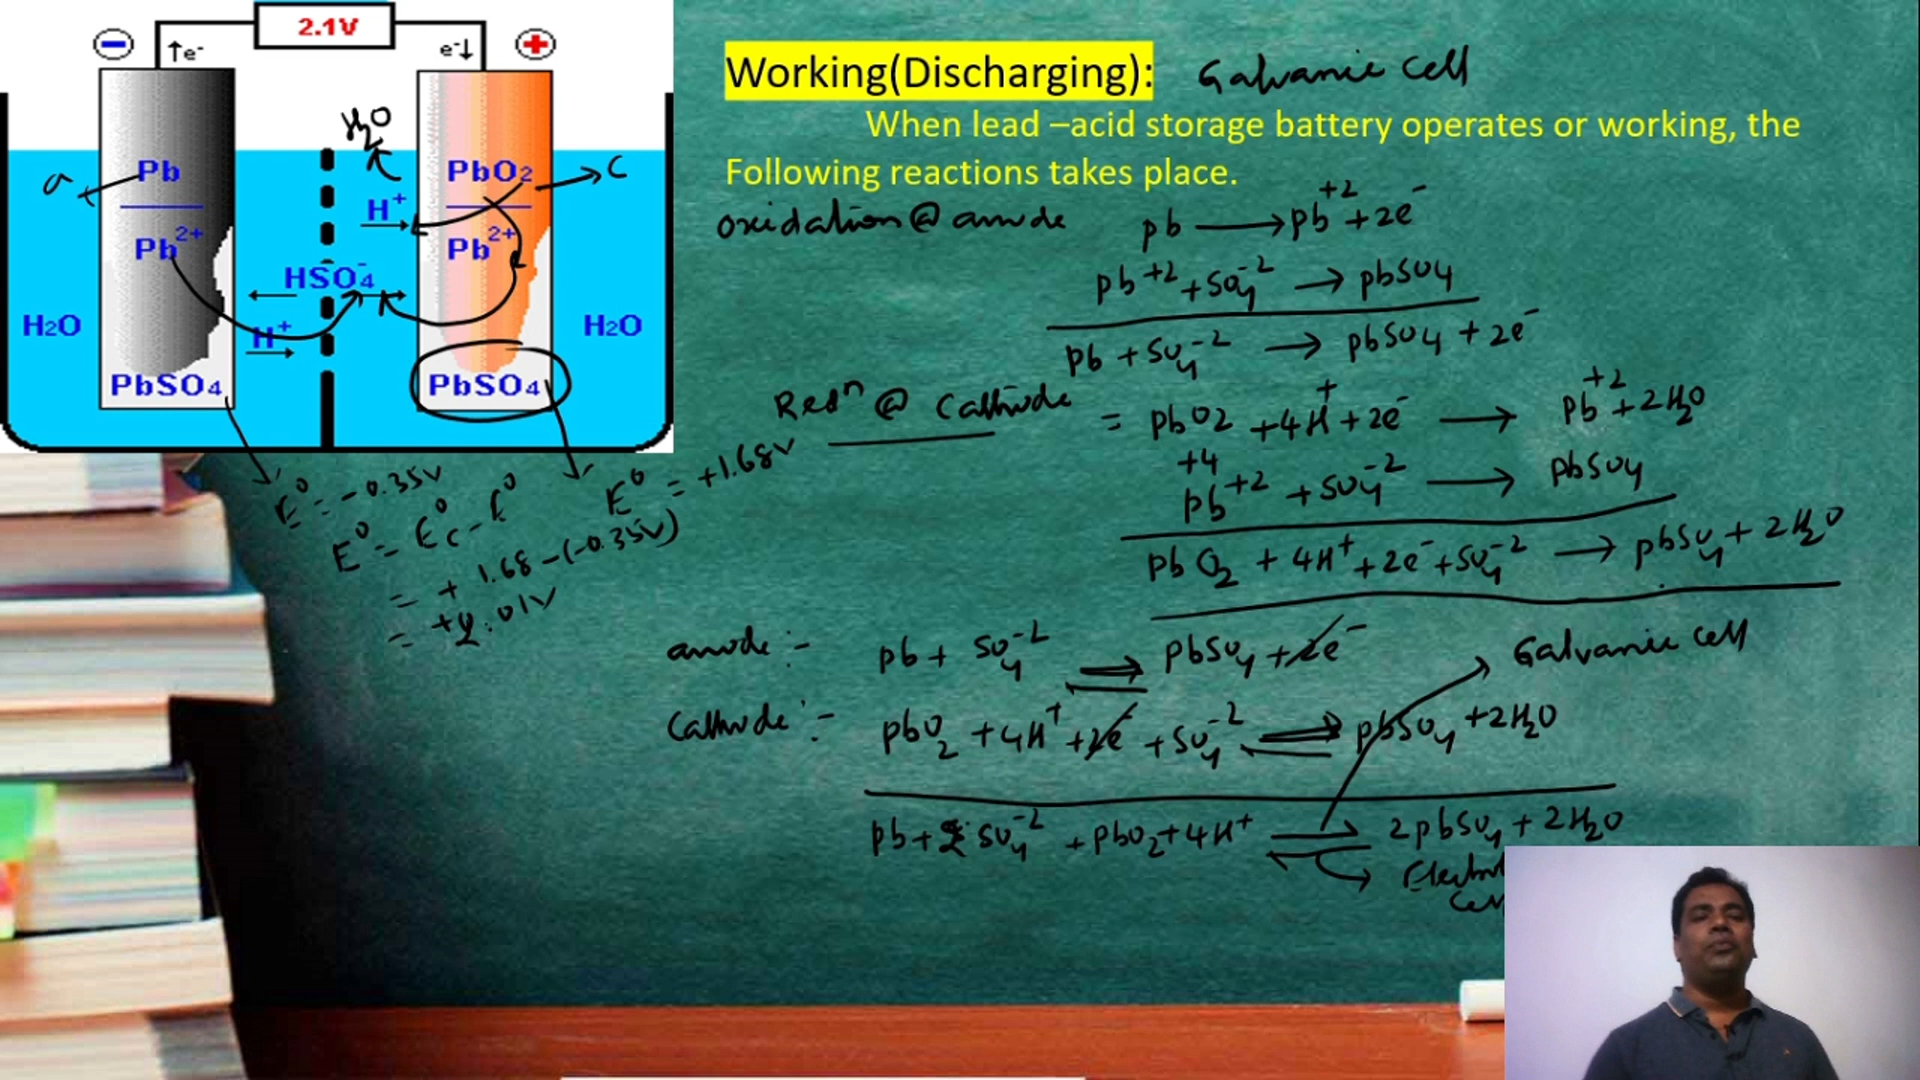 2.1V
− ↑e- e-↓ +
H2O
a Pb PbO2 C
H+
Pb2+ Pb2+
HSO4-
H2O H+ H2O
PbSO4 PbSO4
E° = -0.35V E° = +1.68V
E° = E°c - E°
= + 1.68 -(-0.35V)
= +2.01V
Working(Discharging): Galvanic cell
When lead –acid storage battery operates or working, the
Following reactions takes place.
oxidation @ anode pb → pb+2 + 2e-
pb+2 + SO4-2 → pbSO4
pb + SO4-2 → pbSO4 + 2e-
Redn @ Cathode = pbO2 + 4H+ + 2e- → pb+2 + 2H2O
+4
pb+2 + SO4-2 → pbSO4
pbO2 + 4H+ + 2e- + SO4-2 → pbSO4 + 2H2O
anode :- pb + SO4-2 ⇌ pbSO4 + 2e- Galvanic cell
Cathode :- pbO2 + 4H+ + 2e- + SO4-2 ⇌ pbSO4 + 2H2O
pb + 2 SO4-2 + pbO2 + 4H+ ⇌ 2pbSO4 + 2H2O